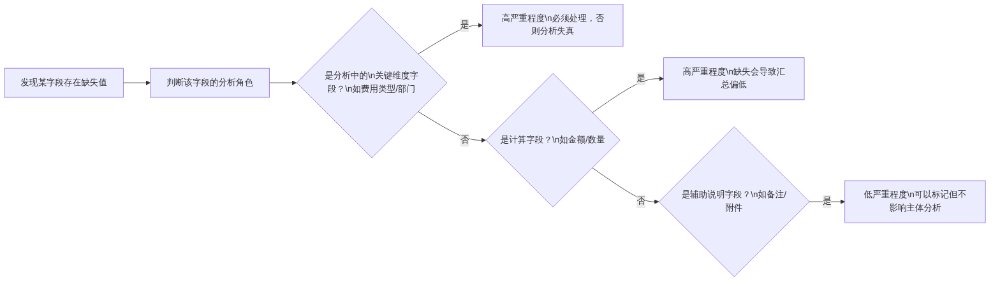 发现某字段存在缺失值
判断该字段的分析角色
是分析中的\n关键维度字
段？\n如费用类型/部门
是
高严重程度\n必须处理，否
则分析失真
否
是计算字段？\n如金额/数量
是
高严重程度\n缺失会导致汇
总偏低
否
是辅助说明字段？\n如备注/
附件
是
低严重程度\n可以标记但不
影响主体分析